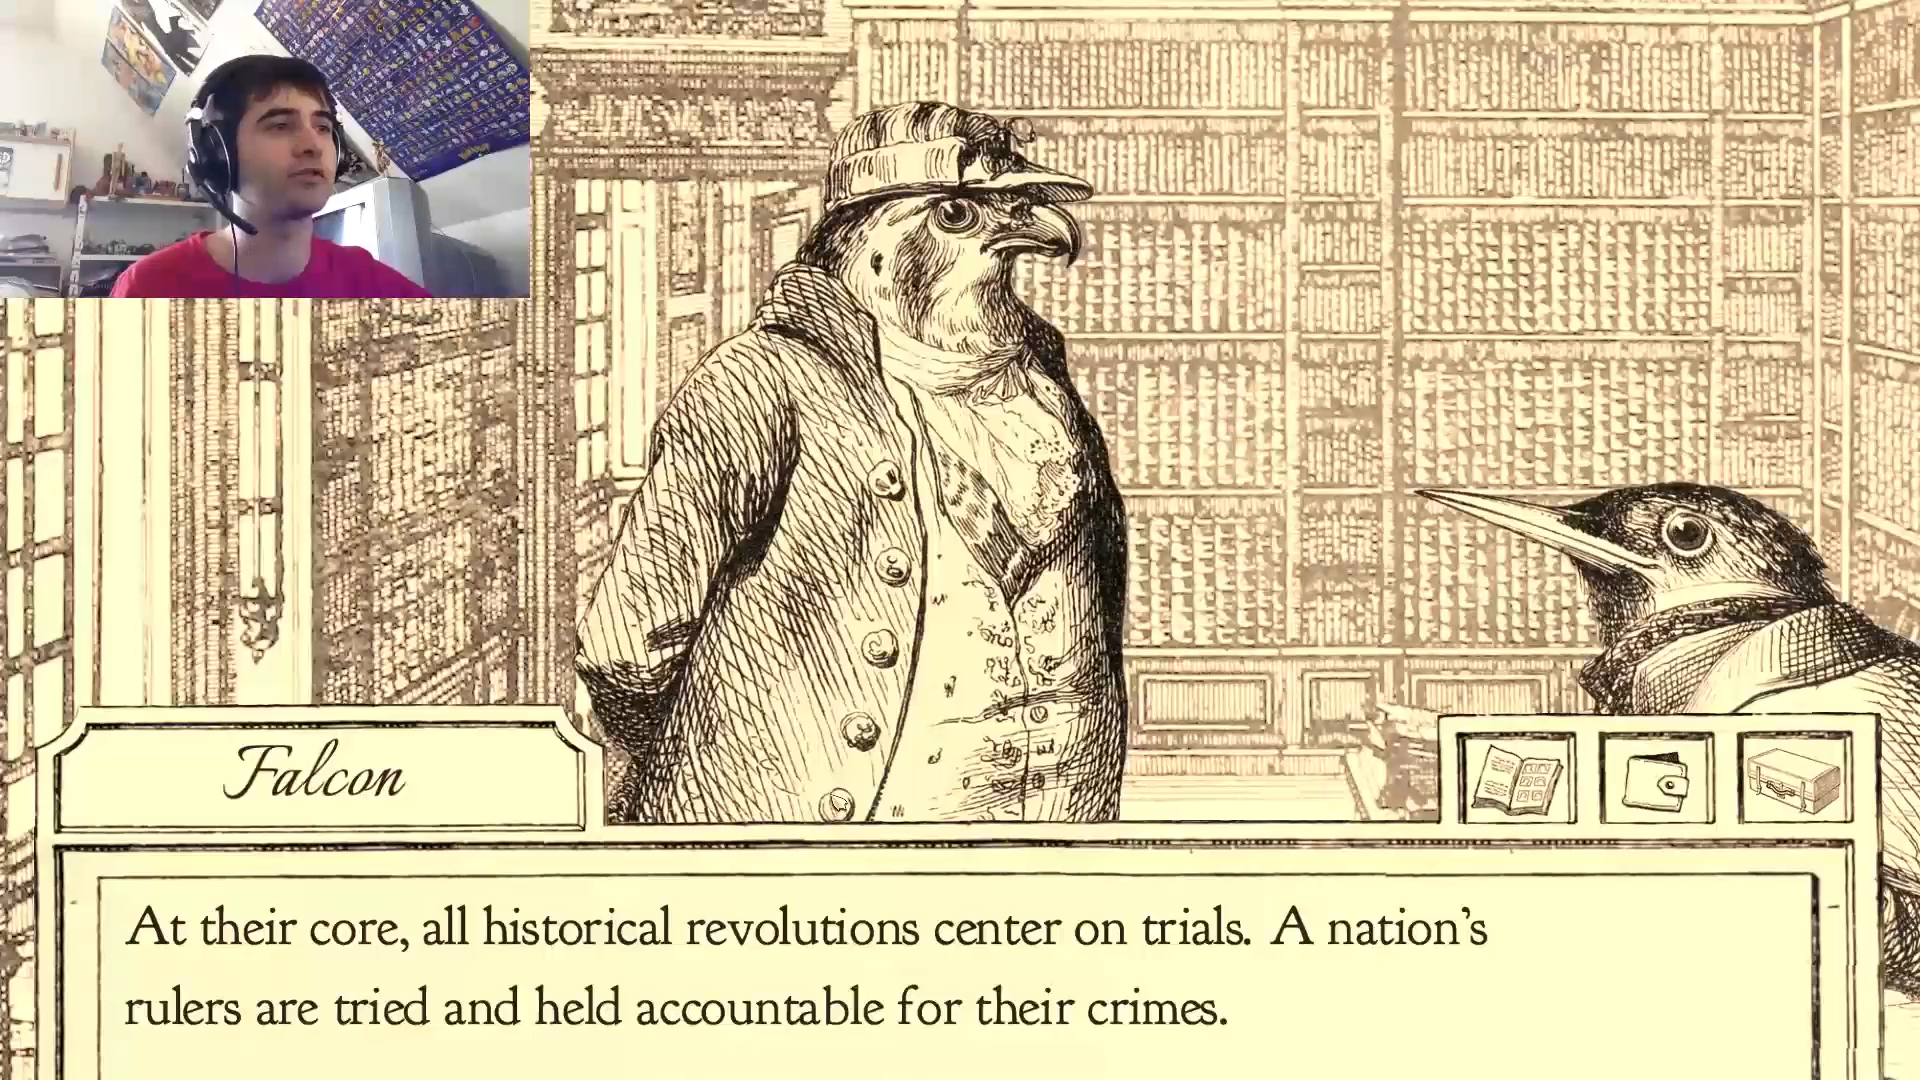 Falcon
At their core, all historical revolutions center on trials. A nation's
rulers are tried and held accountable for their crimes.